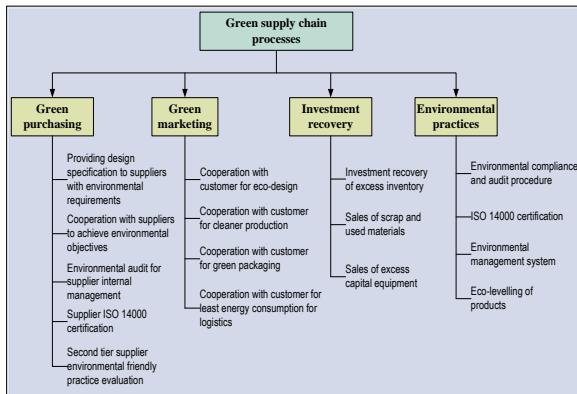 Green supply chain
processes
Green
purchasing
Providing design
specification to suppliers
with environmental
requirements
Cooperation with suppliers
to achieve environmental
objectives
Environmental audit for
supplier internal
management
Supplier ISO 14000
certification
Second tier supplier
environmental friendly
practice evaluation
Green
marketing
Cooperation with
customer for eco-design
Cooperation with customer
for cleaner production
Cooperation with customer
for green packaging
Cooperation with customer for
least energy consumption for
logistics
Investment
recovery
Investment recovery
of excess inventory
Sales of scrap and
used materials
Sales of excess
capital equipment
Environmental
practices
Environmental compliance
and audit procedure
ISO 14000 certification
Environmental
management system
Eco-levelling of
products